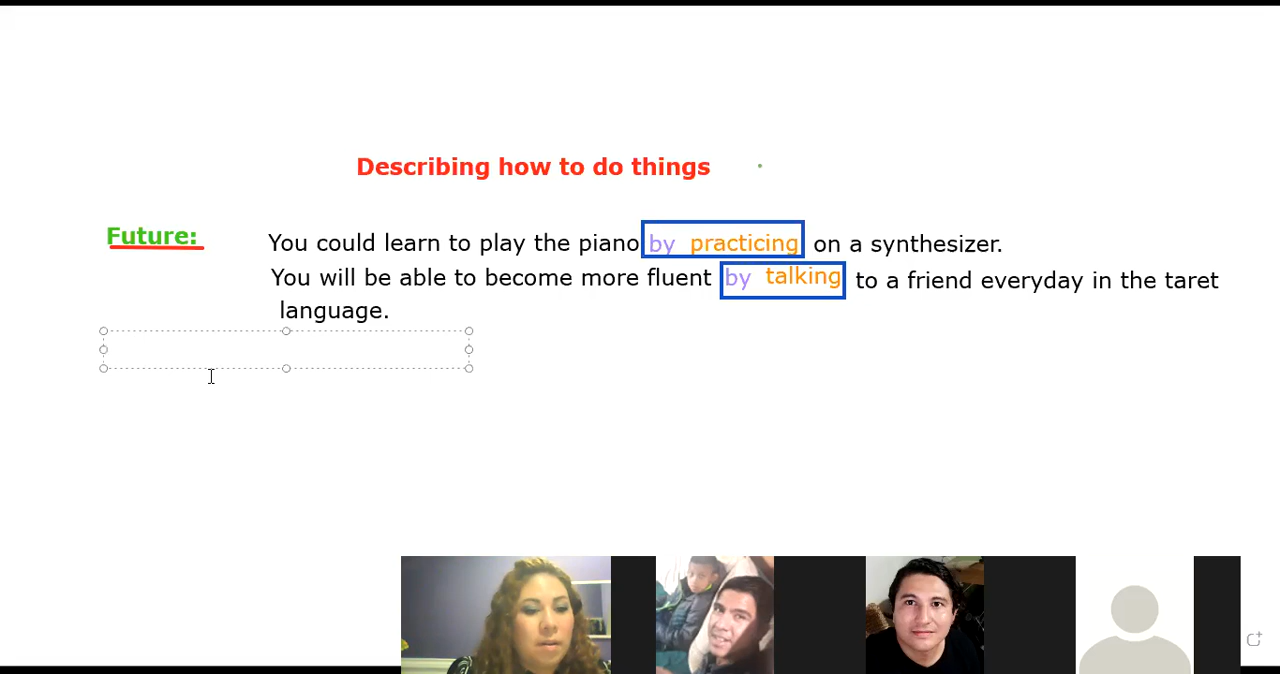 Describing how to do things
Future: You could learn to play the piano by practicing on a synthesizer.
You will be able to become more fluent by talking to a friend everyday in the taret
language.